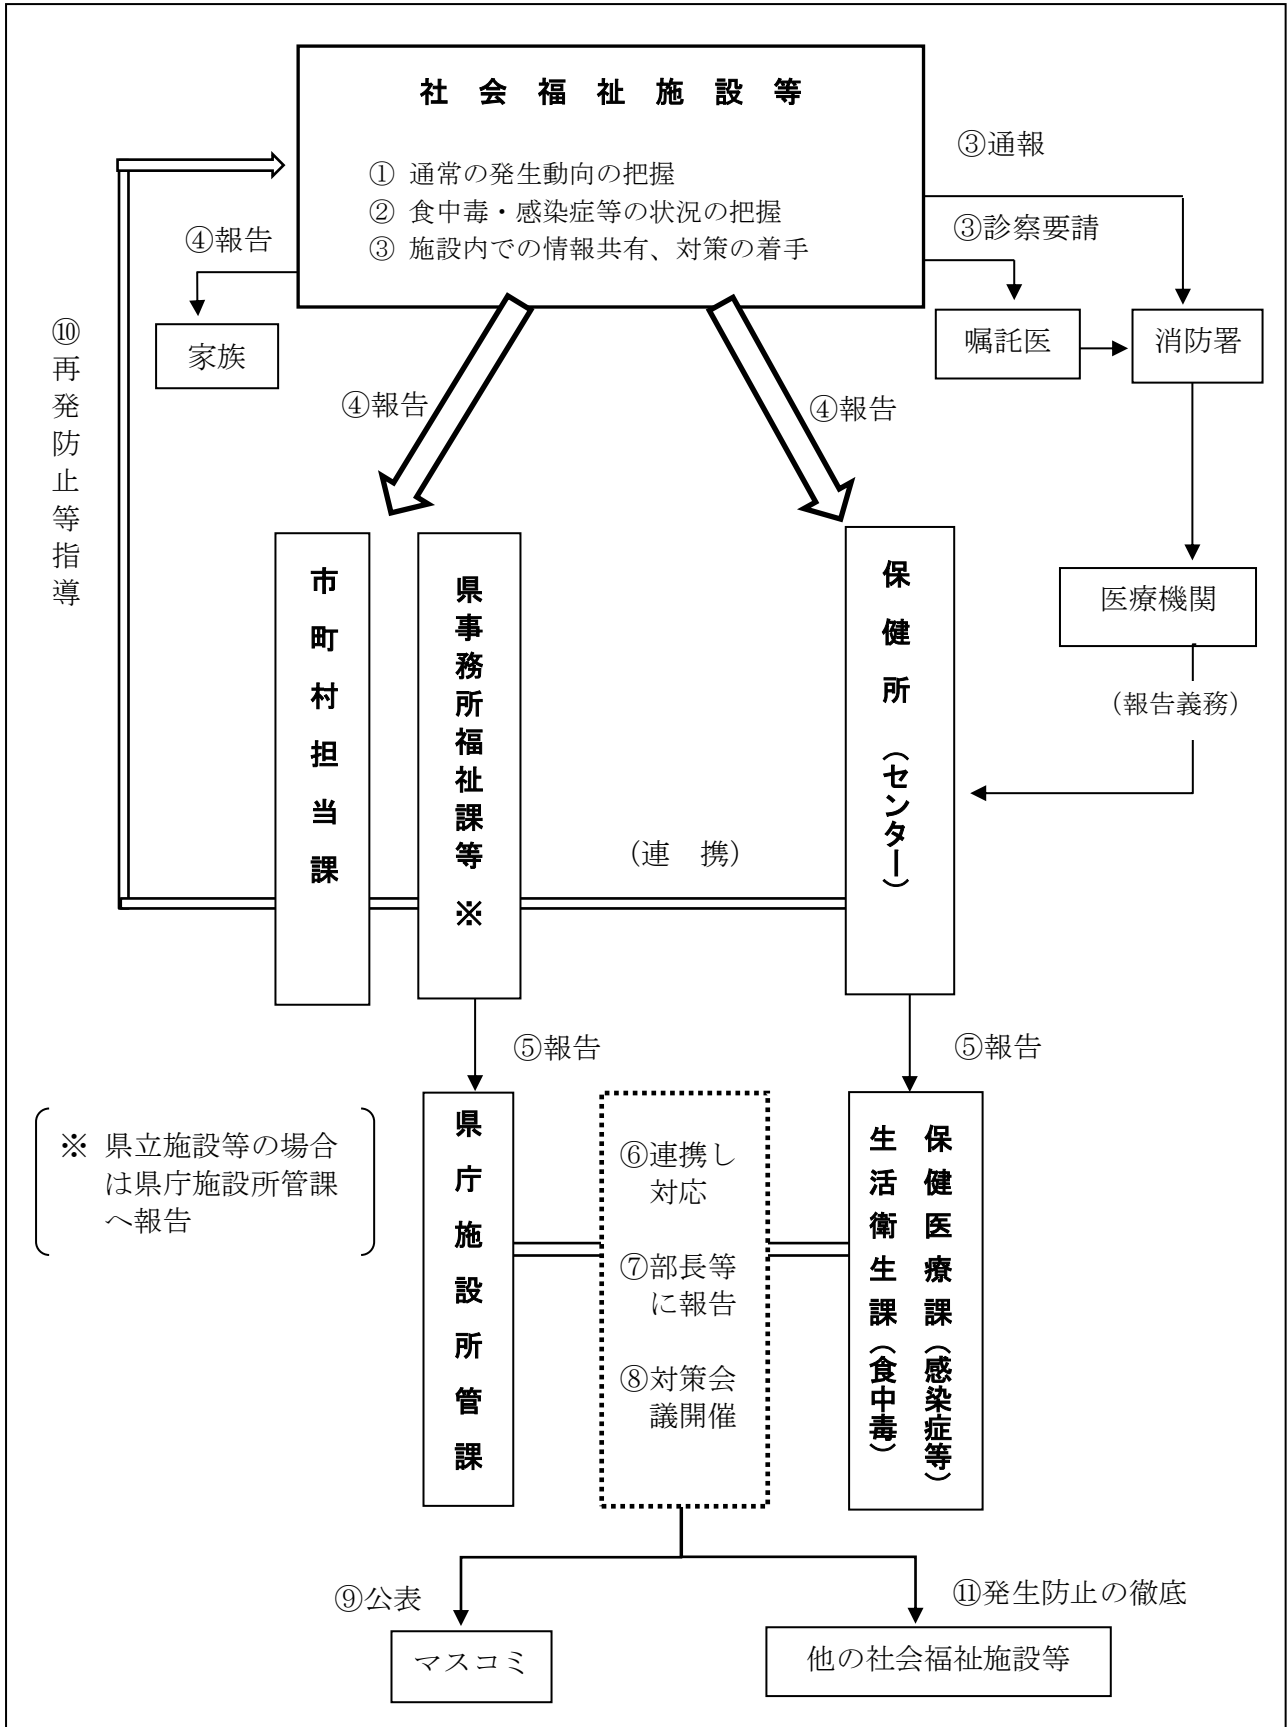 社会福祉施設等
① 通常の発生動向の把握
② 食中毒・感染症等の状況の把握
③ 施設内での情報共有、対策の着手
③通報
③診察要請
④報告
家族
嘱託医
消防署
⑩再発防止等指導
④報告
④報告
医療機関
(報告義務)
市町村担当課
県事務所福祉課等※
保健所(センター)
(連 携)
⑤報告
⑤報告
※ 県立施設等の場合
は県庁施設所管課
へ報告
県庁施設所管課
⑥連携し
対応
⑦部長等
に報告
⑧対策会
議開催
保健医療課(感染症等)
生活衛生課(食中毒)
⑨公表
⑪発生防止の徹底
マスコミ
他の社会福祉施設等